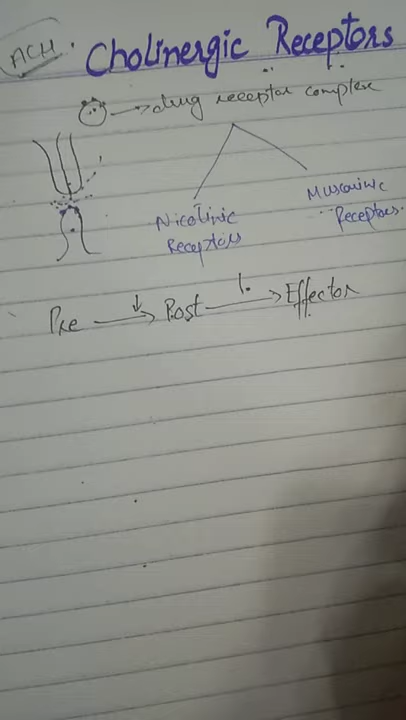 ACH. Cholinergic Receptors
drug receptor complex
Nicotinic
Receptors
Muscarinic
Receptors.
Pre → Post → Effector